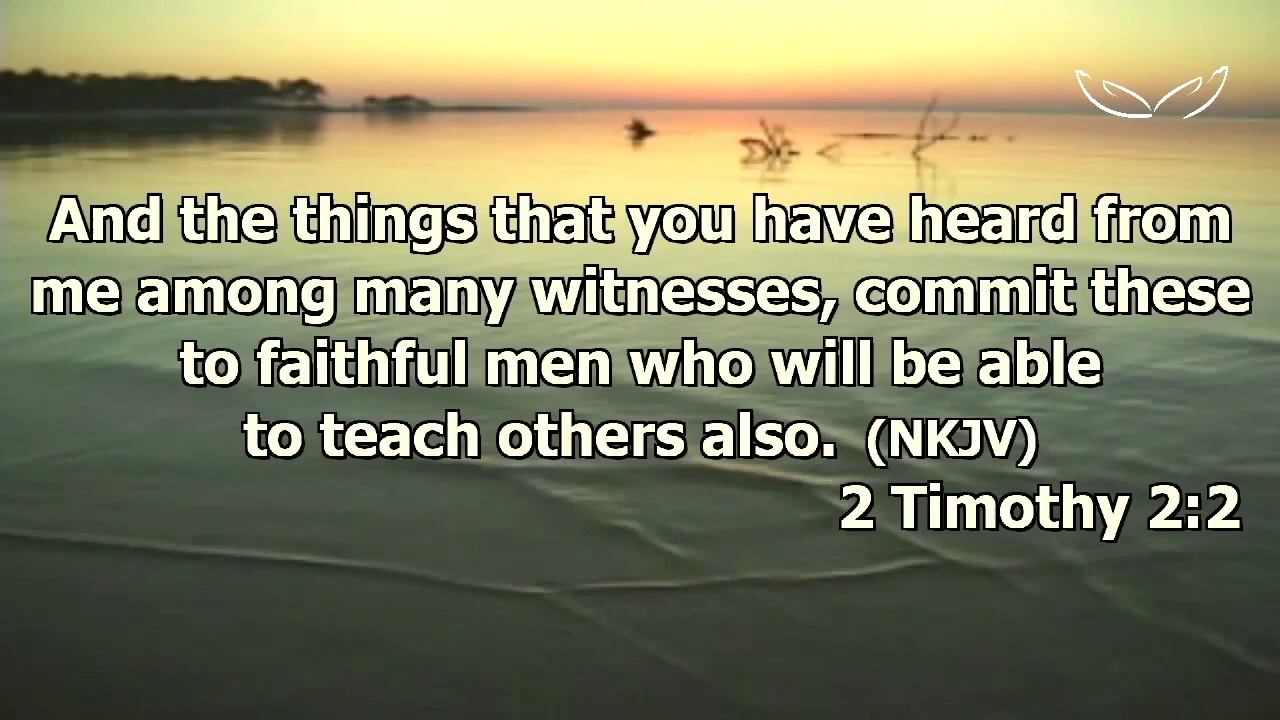 And the things that you have heard from
me among many witnesses, commit these
to faithful men who will be able
to teach others also. (NKJV)
2 Timothy 2:2